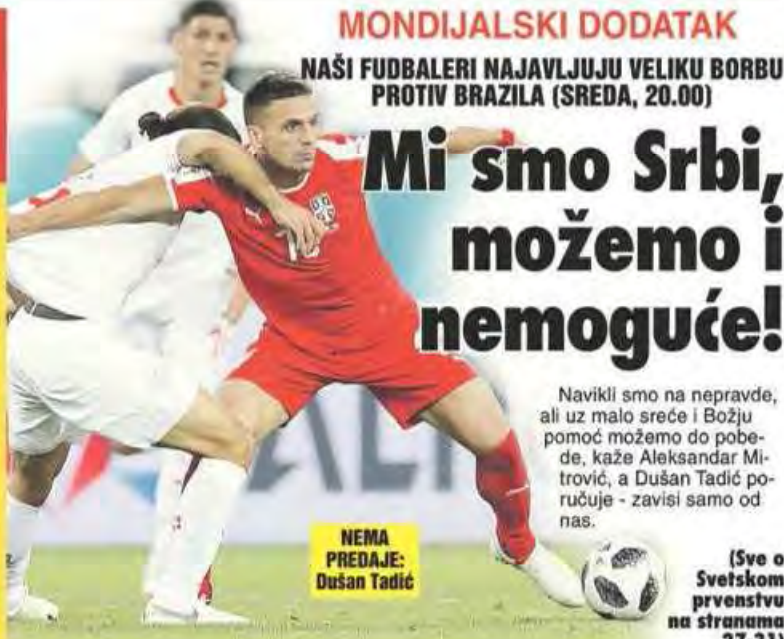 MONDIJALSKI DODATAK
NAŠI FUDBALERI NAJAVLJUJU VELIKU BORBU
PROTIV BRAZILA (SREDA, 20.00)
Mi smo Srbi,
možemo i
nemoguće!
Navikli smo na nepravde,
ali uz malo sreće i Božju
pomoć možemo do pobe-
de, kaže Aleksandar Mi-
trović, a Dušan Tadić po-
ručuje - zavisi samo od
nas.
NEMA
PREDAJE:
Dušan Tadić
(Sve o
Svetskom
prvenstvu
na stranama